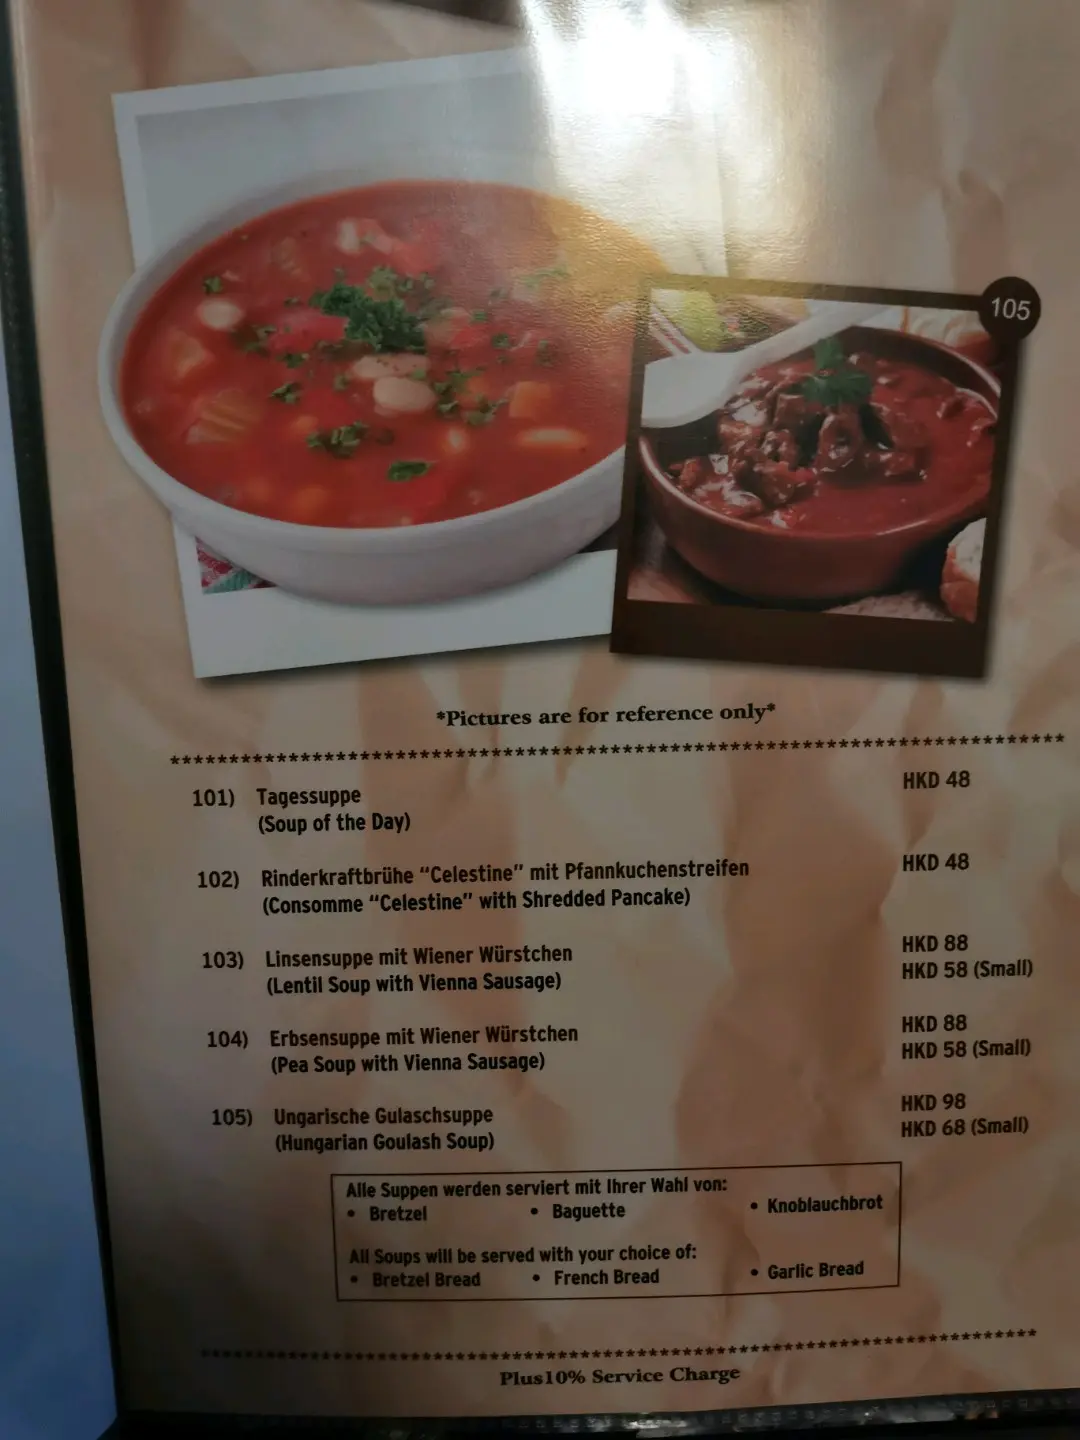 105
*Pictures are for reference only*
****************************************************************************
101) Tagessuppe HKD 48
(Soup of the Day)
102) Rinderkraftbrühe “Celestine” mit Pfannkuchenstreifen HKD 48
(Consomme “Celestine” with Shredded Pancake)
103) Linsensuppe mit Wiener Würstchen HKD 88
(Lentil Soup with Vienna Sausage) HKD 58 (Small)
104) Erbsensuppe mit Wiener Würstchen HKD 88
(Pea Soup with Vienna Sausage) HKD 58 (Small)
105) Ungarische Gulaschsuppe HKD 98
(Hungarian Goulash Soup) HKD 68 (Small)
Alle Suppen werden serviert mit Ihrer Wahl von:
• Bretzel • Baguette • Knoblauchbrot
All Soups will be served with your choice of:
• Bretzel Bread • French Bread • Garlic Bread
****************************************************************************
Plus10% Service Charge